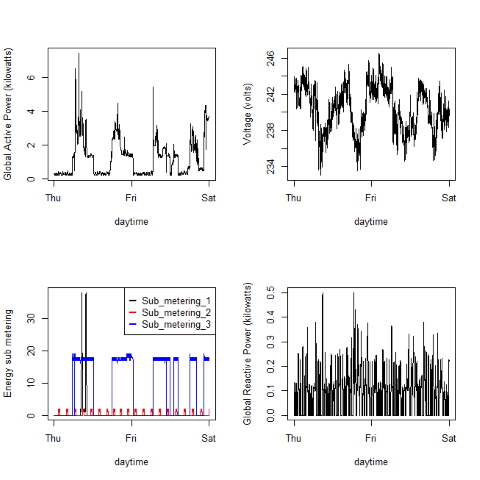 Global Active Power (kilowatts)
6
4
2
0
Thu
Fri
Sat
daytime
Voltage (volts)
246
242
238
234
Thu
Fri
Sat
daytime
Energy sub metering
30
20
10
0
Sub_metering_1
Sub_metering_2
Sub_metering_3
Thu
Fri
Sat
daytime
Global Reactive Power (kilowatts)
0.5
0.4
0.3
0.2
0.1
0.0
Thu
Fri
Sat
daytime